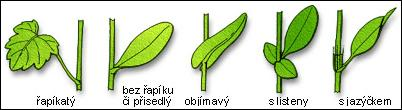 řapíkatý
bez řapíku
či přisedlý
objímavý
s listeny
s jazýčkem